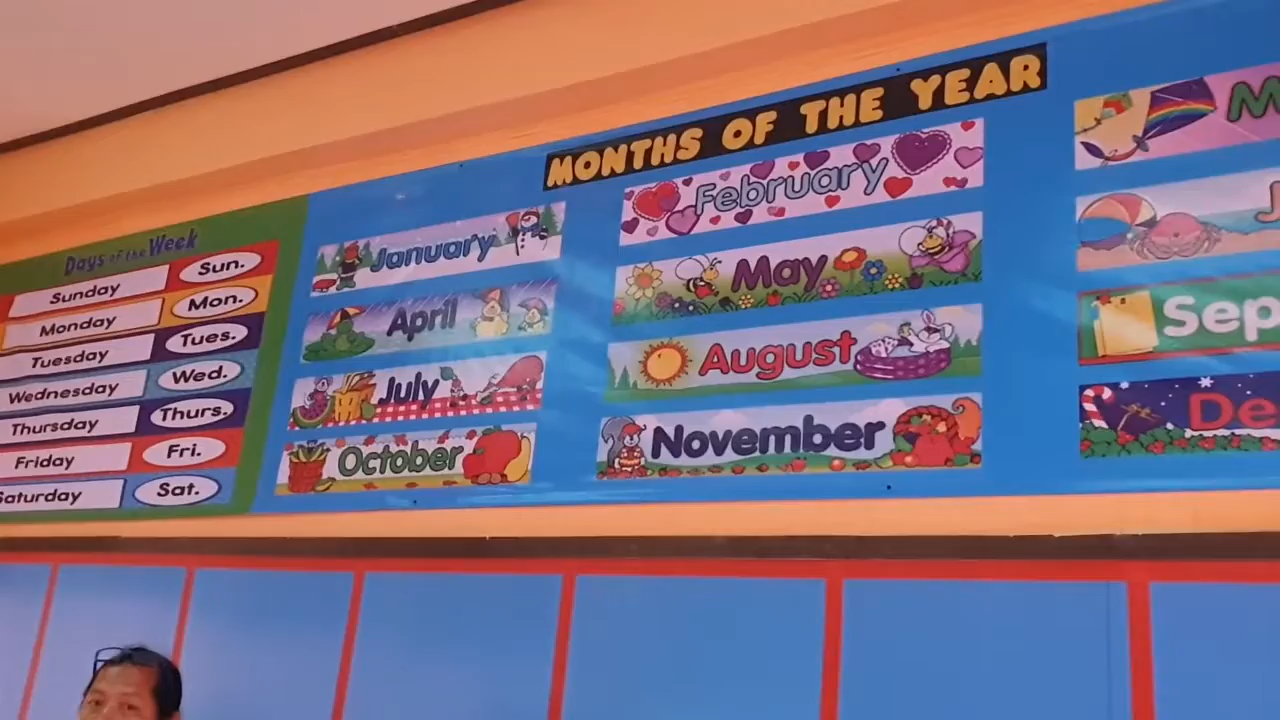 Days of the Week
Sunday Sun.
Monday Mon.
Tuesday Tues.
Wednesday Wed.
Thursday Thurs.
Friday Fri.
Saturday Sat.
MONTHS OF THE YEAR
January February M
April May J
July August Sep
October November De